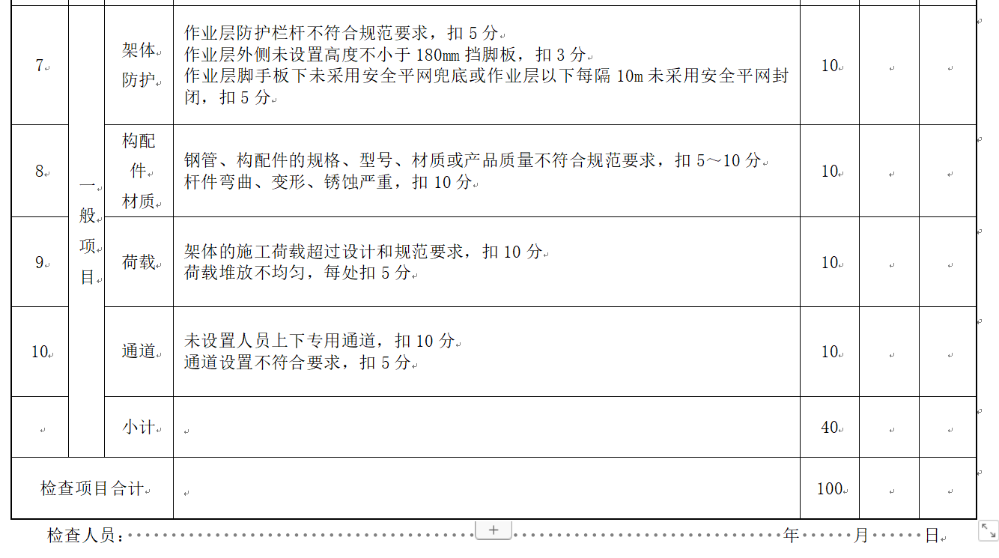 7
架体
防护
作业层防护栏杆不符合规范要求，扣 5 分
作业层外侧未设置高度不小于 180mm 挡脚板，扣 3 分
作业层脚手板下未采用安全平网兜底或作业层以下每隔 10m 未采用安全平网封
闭，扣 5 分
10
一
般
项
目
8
构配
件
材质
钢管、构配件的规格、型号、材质或产品质量不符合规范要求，扣 5～10 分
杆件弯曲、变形、锈蚀严重，扣 10 分
10
9
荷载
架体的施工荷载超过设计和规范要求，扣 10 分
荷载堆放不均匀，每处扣 5 分
10
10
通道
未设置人员上下专用通道，扣 10 分
通道设置不符合要求，扣 5 分
10
小计
40
检查项目合计
100
检查人员： 年 月 日